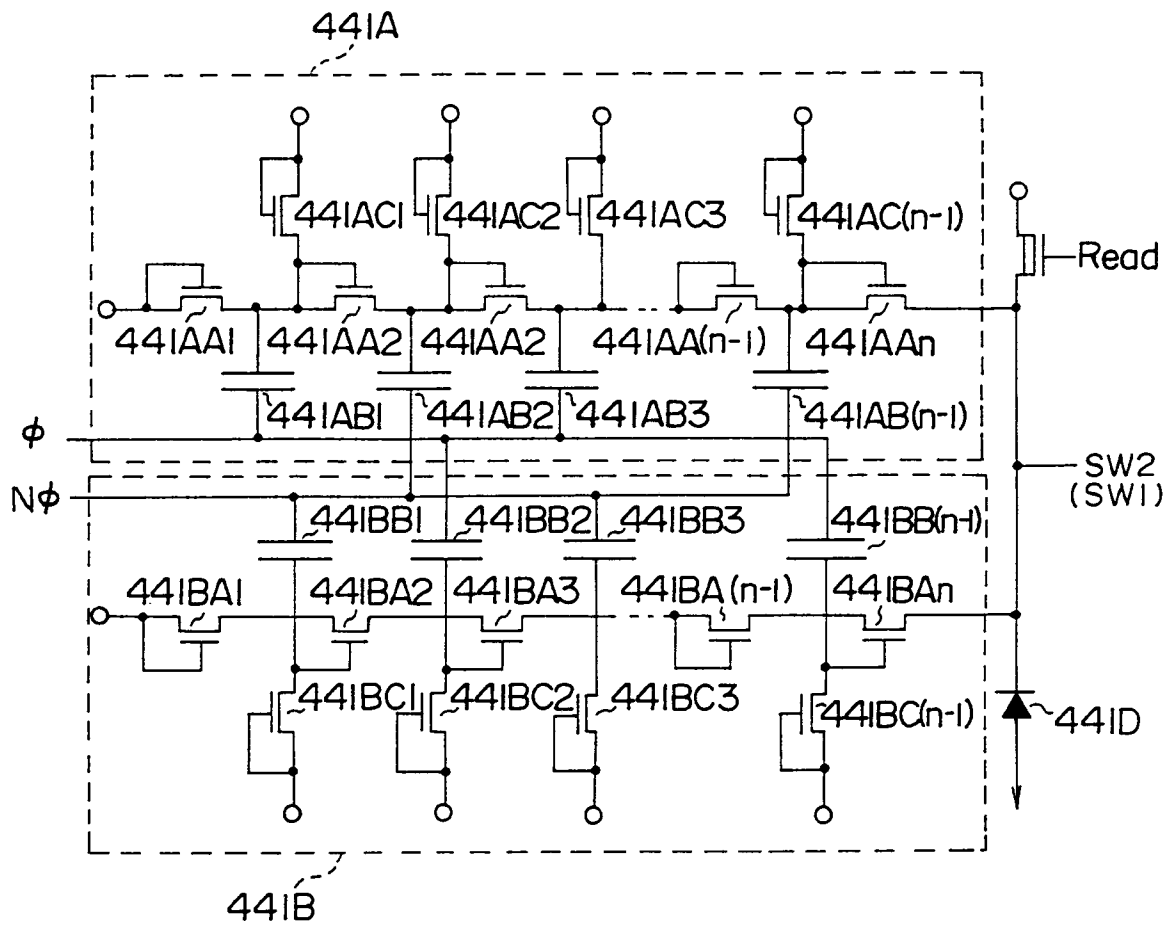 441A
441AC1 441AC2 441AC3 441AC(n-1)
Read
441AA1 441AA2 441AA2 441AA(n-1) 441AAn
441AB1 441AB2 441AB3 441AB(n-1)
ϕ
SW2
(SW1)
Nϕ
441BB1 441BB2 441BB3 441BB(n-1)
441BA1 441BA2 441BA3 441BA(n-1) 441BAn
441BC1 441BC2 441BC3 441BC(n-1) 441D
441B